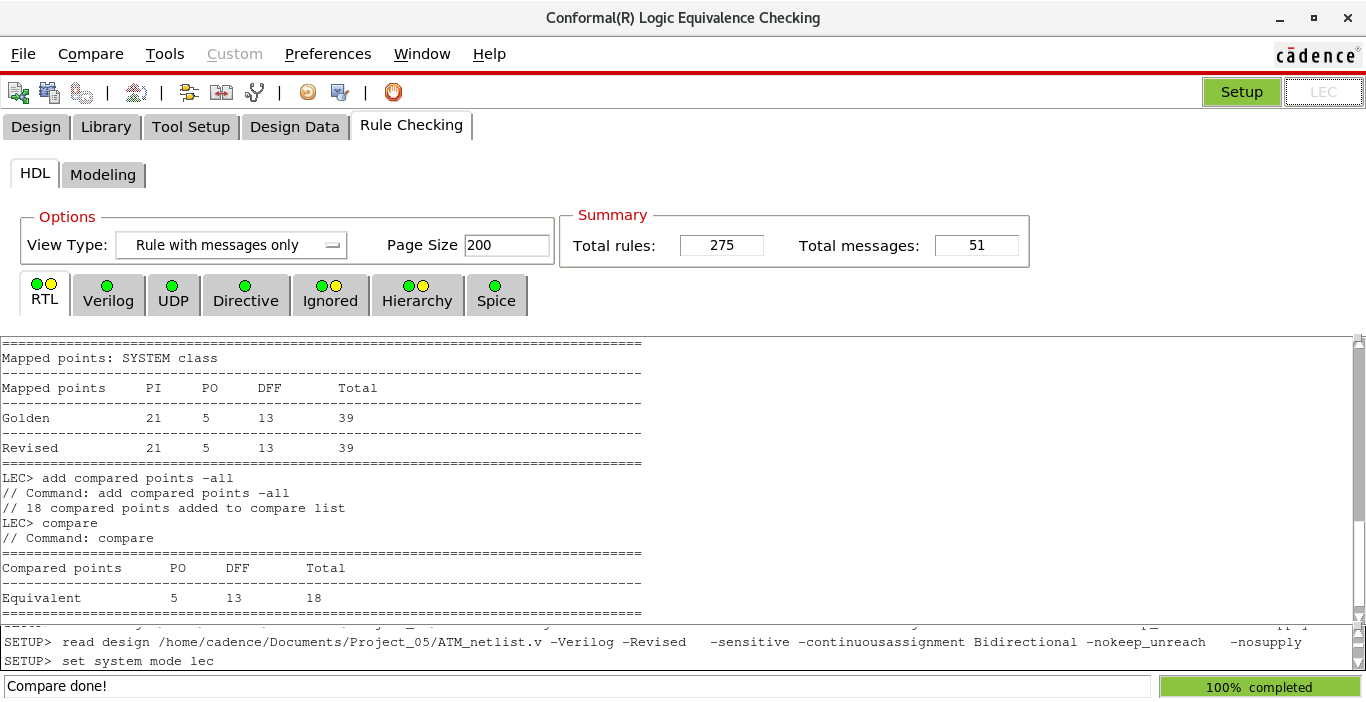 Conformal(R) Logic Equivalence Checking
File Compare Tools Custom Preferences Window Help
cādence®
Setup LEC
Design Library Tool Setup Design Data Rule Checking
HDL Modeling
Options
View Type: Rule with messages only Page Size 200
Summary
Total rules: 275 Total messages: 51
RTL Verilog UDP Directive Ignored Hierarchy Spice
================================================================================
Mapped points: SYSTEM class
--------------------------------------------------------------------------------
Mapped points     PI     PO     DFF       Total
--------------------------------------------------------------------------------
Golden            21     5      13        39
--------------------------------------------------------------------------------
Revised           21     5      13        39
================================================================================
LEC> add compared points -all
// Command: add compared points -all
// 18 compared points added to compare list
LEC> compare
// Command: compare
================================================================================
Compared points      PO     DFF       Total
--------------------------------------------------------------------------------
Equivalent           5      13        18
================================================================================
SETUP> read design /home/cadence/Documents/Project_05/ATM_netlist.v -Verilog -Revised   -sensitive -continuousassignment Bidirectional -nokeep_unreach   -nosupply
SETUP> set system mode lec
Compare done!
100% completed